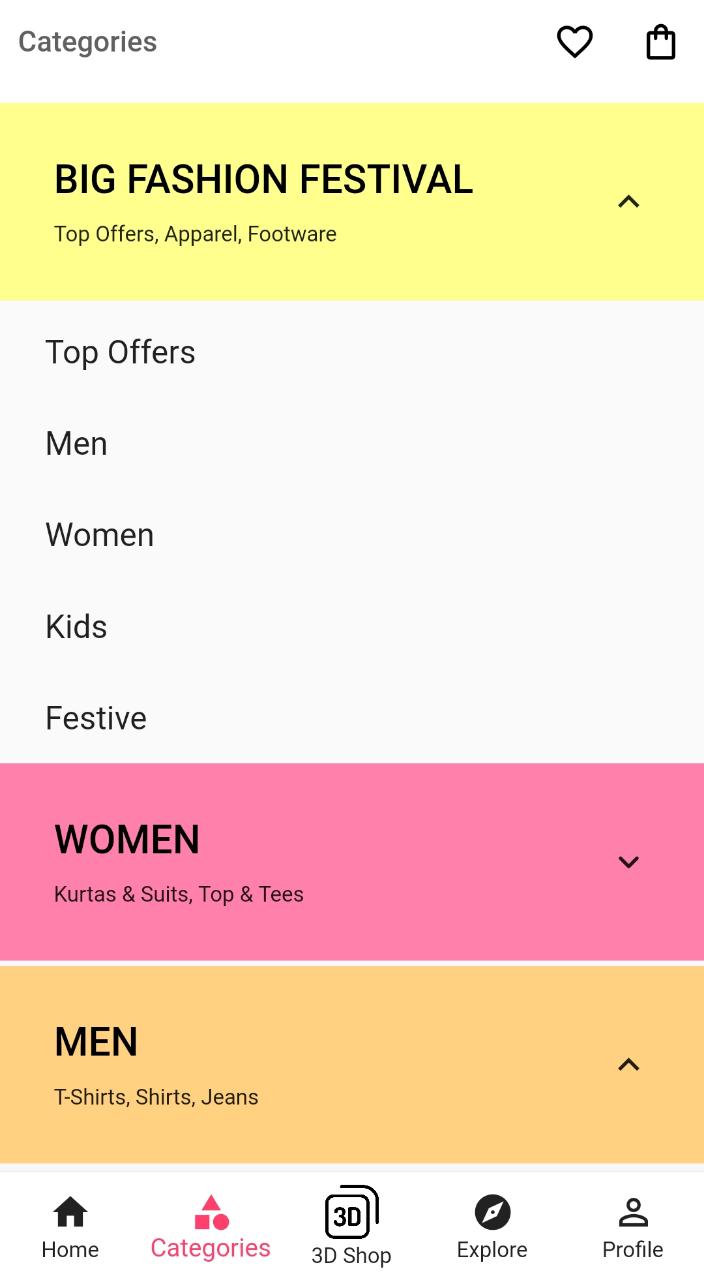 Categories
BIG FASHION FESTIVAL
Top Offers, Apparel, Footware
Top Offers
Men
Women
Kids
Festive
WOMEN
Kurtas & Suits, Top & Tees
MEN
T-Shirts, Shirts, Jeans
3D
Home
Categories
3D Shop
Explore
Profile